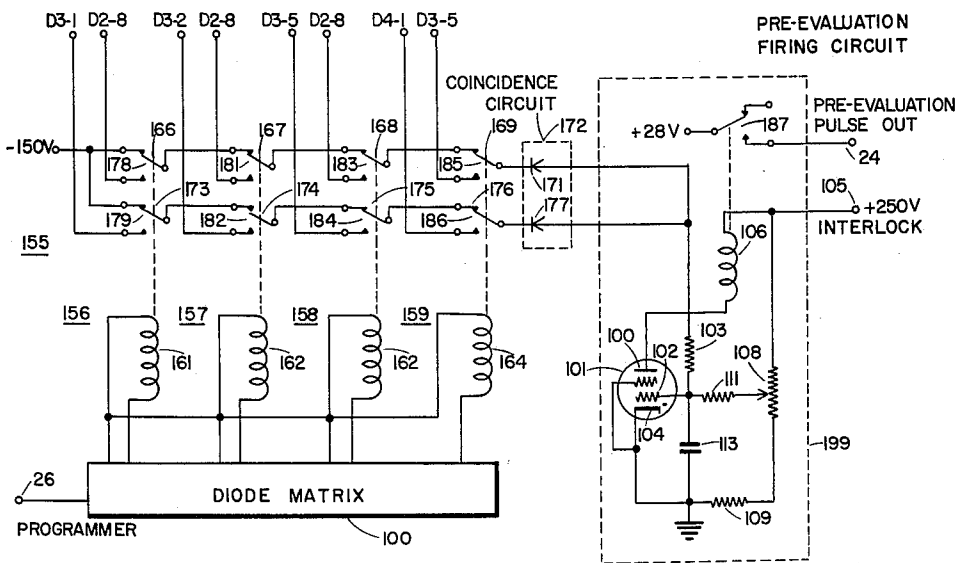 D3-1 D2-8 D3-2 D2-8 D3-5 D2-8 D4-1 D3-5
PRE-EVALUATION
FIRING CIRCUIT
COINCIDENCE
CIRCUIT
172
166 167 168 169
-150V
178 181 183 185
171
173 174 175 176
177
179 182 184 186
155
+28V
187
PRE-EVALUATION
PULSE OUT
24
105
+250V
INTERLOCK
106
156 157 158 159
161 162 162 164
100
101
102
103
104
111
108
113
109
199
26
PROGRAMMER
DIODE MATRIX
100